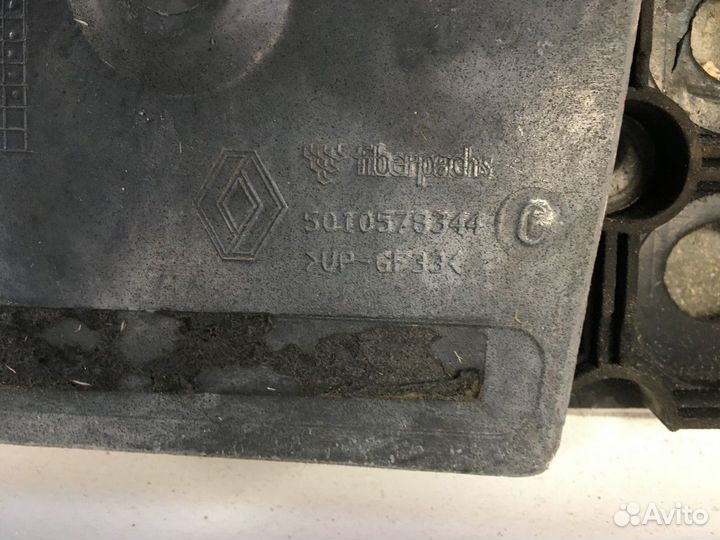 fiberpachs
5010578344 C
>UP-GF33<
Avito